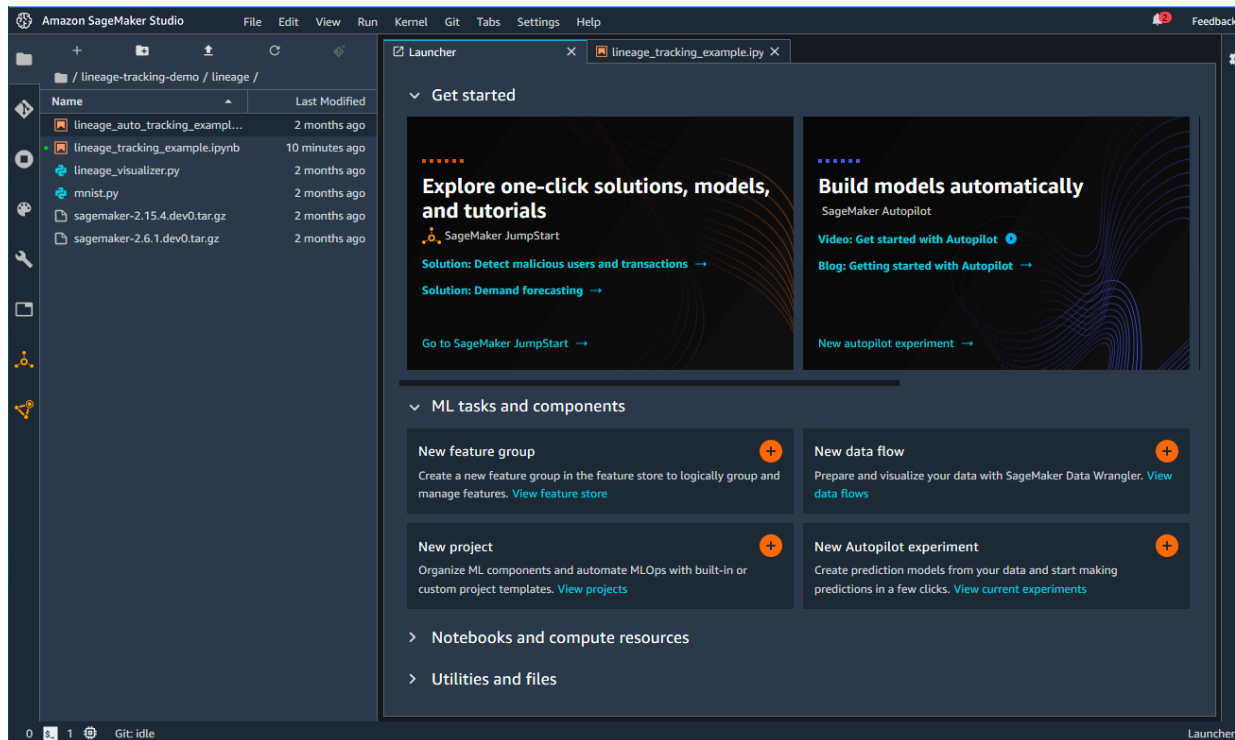 Amazon SageMaker Studio File Edit View Run Kernel Git Tabs Settings Help 2 Feedback
/ lineage-tracking-demo / lineage /
Name Last Modified
lineage_auto_tracking_exampl... 2 months ago
lineage_tracking_example.ipynb 10 minutes ago
lineage_visualizer.py 2 months ago
mnist.py 2 months ago
sagemaker-2.15.4.dev0.tar.gz 2 months ago
sagemaker-2.6.1.dev0.tar.gz 2 months ago
Launcher
lineage_tracking_example.ipy
Get started
Explore one-click solutions, models,
and tutorials
SageMaker JumpStart
Solution: Detect malicious users and transactions →
Solution: Demand forecasting →
Go to SageMaker JumpStart →
Build models automatically
SageMaker Autopilot
Video: Get started with Autopilot
Blog: Getting started with Autopilot →
New autopilot experiment →
ML tasks and components
New feature group
Create a new feature group in the feature store to logically group and
manage features. View feature store
New data flow
Prepare and visualize your data with SageMaker Data Wrangler. View
data flows
New project
Organize ML components and automate MLOps with built-in or
custom project templates. View projects
New Autopilot experiment
Create prediction models from your data and start making
predictions in a few clicks. View current experiments
Notebooks and compute resources
Utilities and files
0 $_ 1 Git: idle Launcher